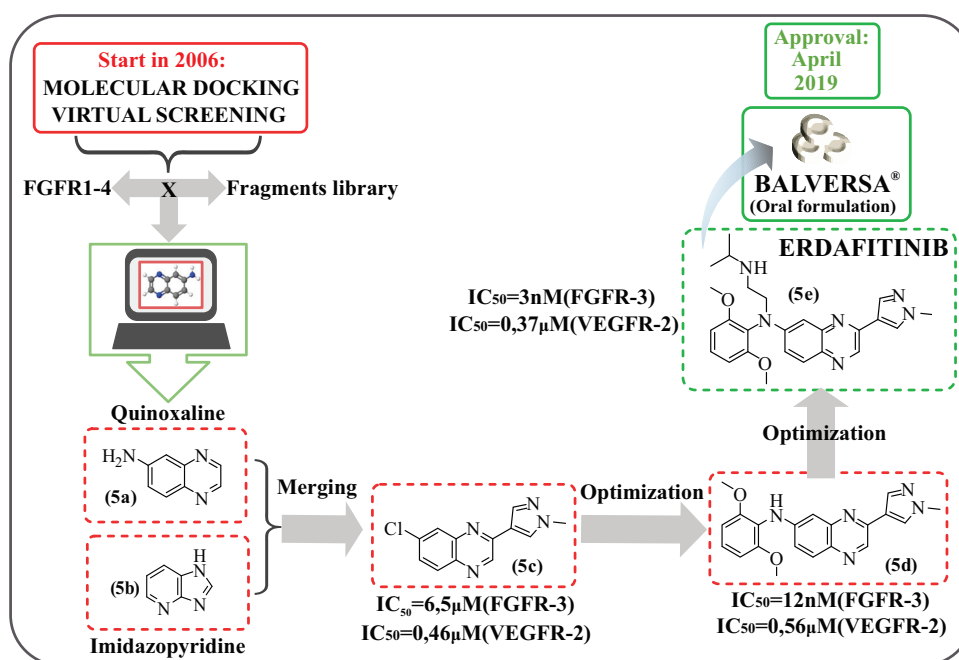 Start in 2006:
MOLECULAR DOCKING
VIRTUAL SCREENING
FGFR1-4
X
Fragments library
Quinoxaline
H2N
N
N
(5a)
H
N
N
N
(5b)
Imidazopyridine
Merging
Cl
N
N
N
N
(5c)
IC50=6,5µM(FGFR-3)
IC50=0,46µM(VEGFR-2)
Optimization
O
H
N
O
N
N
N
N
(5d)
IC50=12nM(FGFR-3)
IC50=0,56µM(VEGFR-2)
Optimization
IC50=3nM(FGFR-3)
IC50=0,37µM(VEGFR-2)
ERDAFITINIB
NH
O
N
O
N
N
N
N
(5e)
BALVERSA®
(Oral formulation)
Approval:
April
2019